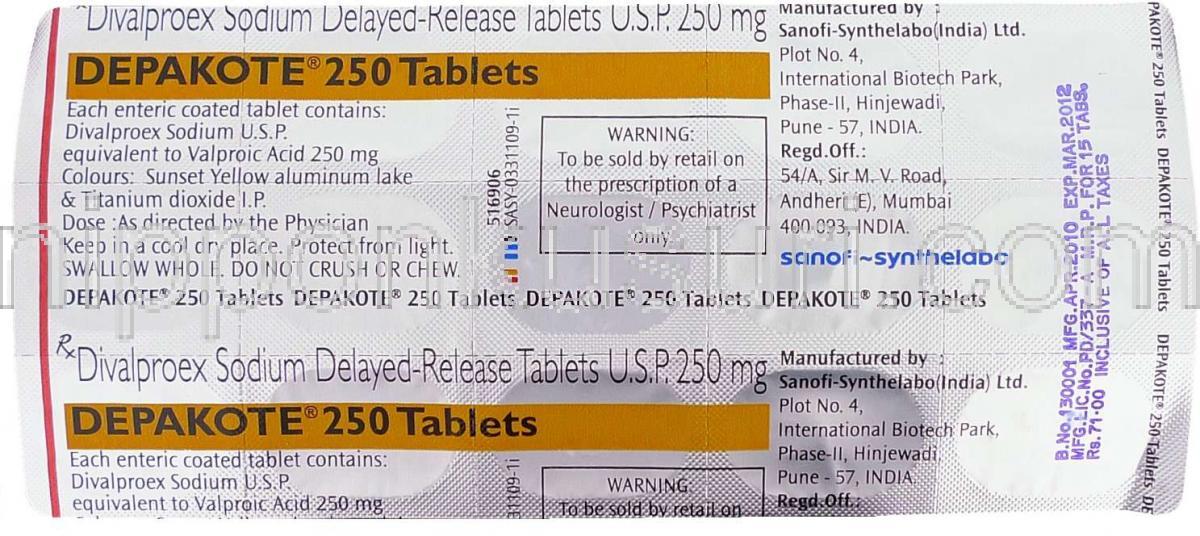 Rx Divalproex Sodium Delayed-Release Tablets U.S.P. 250 mg
DEPAKOTE® 250 Tablets
Each enteric coated tablet contains:
Divalproex Sodium U.S.P.
equivalent to Valproic Acid 250 mg
Colours: Sunset Yellow aluminum lake
& Titanium dioxide I.P.
Dose :As directed by the Physician
Keep in a cool dry place. Protect from light.
SWALLOW WHOLE. DO NOT CRUSH OR CHEW.
516906
SASY-0331109-1i
WARNING:
To be sold by retail on
the prescription of a
Neurologist / Psychiatrist
only.
Manufactured by :
Sanofi-Synthelabo(India) Ltd.
Plot No. 4,
International Biotech Park,
Phase-II, Hinjewadi,
Pune - 57, INDIA.
Regd.Off.:
54/A, Sir M. V. Road,
Andheri (E), Mumbai
400 093, INDIA.
sanofi~synthelabo
DEPAKOTE® 250 Tablets DEPAKOTE® 250 Tablets DEPAKOTE® 250 Tablets DEPAKOTE® 250 Tablets
nipponkusuri.com
Rx Divalproex Sodium Delayed-Release Tablets U.S.P. 250 mg
DEPAKOTE® 250 Tablets
Each enteric coated tablet contains:
Divalproex Sodium U.S.P.
equivalent to Valproic Acid 250 mg
31109-1i
WARNING:
To be sold by retail on
Manufactured by :
Sanofi-Synthelabo(India) Ltd.
Plot No. 4,
International Biotech Park,
Phase-II, Hinjewadi,
Pune - 57, INDIA.
Regd.Off.:
B.No.130001 MFG.APR.2010 EXP.MAR.2012
MFG.LIC.No.PD/337-A M.R.P. FOR 15 TABS.
Rs.71-00 INCLUSIVE OF ALL TAXES
PAKOTE® 250 Tablets DEPAKOTE® 250 Tablets DEPAKOTE® 250 Tablets DE